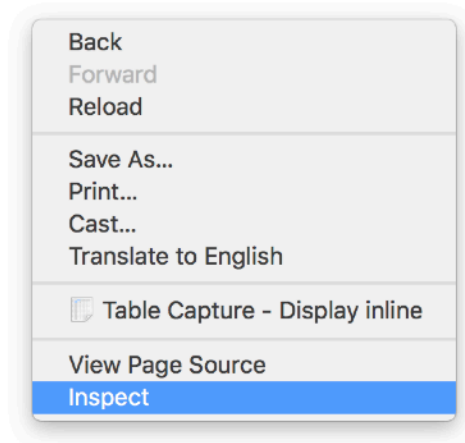 Back
Forward
Reload
Save As...
Print...
Cast...
Translate to English
Table Capture - Display inline
View Page Source
Inspect